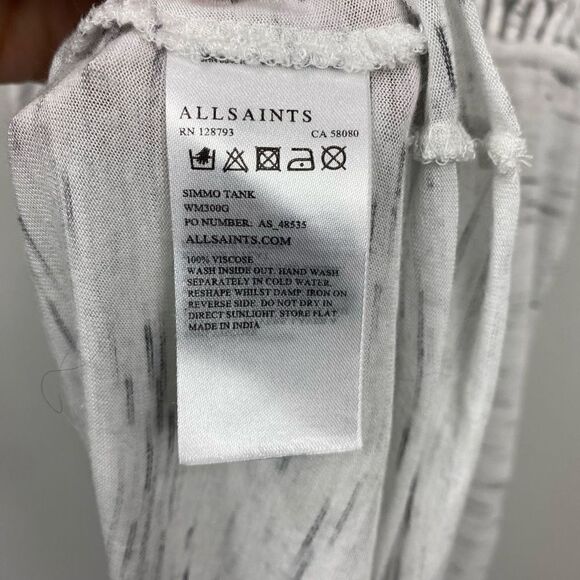 ALLSAINTS
RN 128793 CA 58080
SIMMO TANK
WM300G
PO NUMBER: AS_48535
ALLSAINTS.COM
100% VISCOSE
WASH INSIDE OUT. HAND WASH
SEPARATELY IN COLD WATER.
RESHAPE WHILST DAMP. IRON ON
REVERSE SIDE. DO NOT DRY IN
DIRECT SUNLIGHT. STORE FLAT
MADE IN INDIA